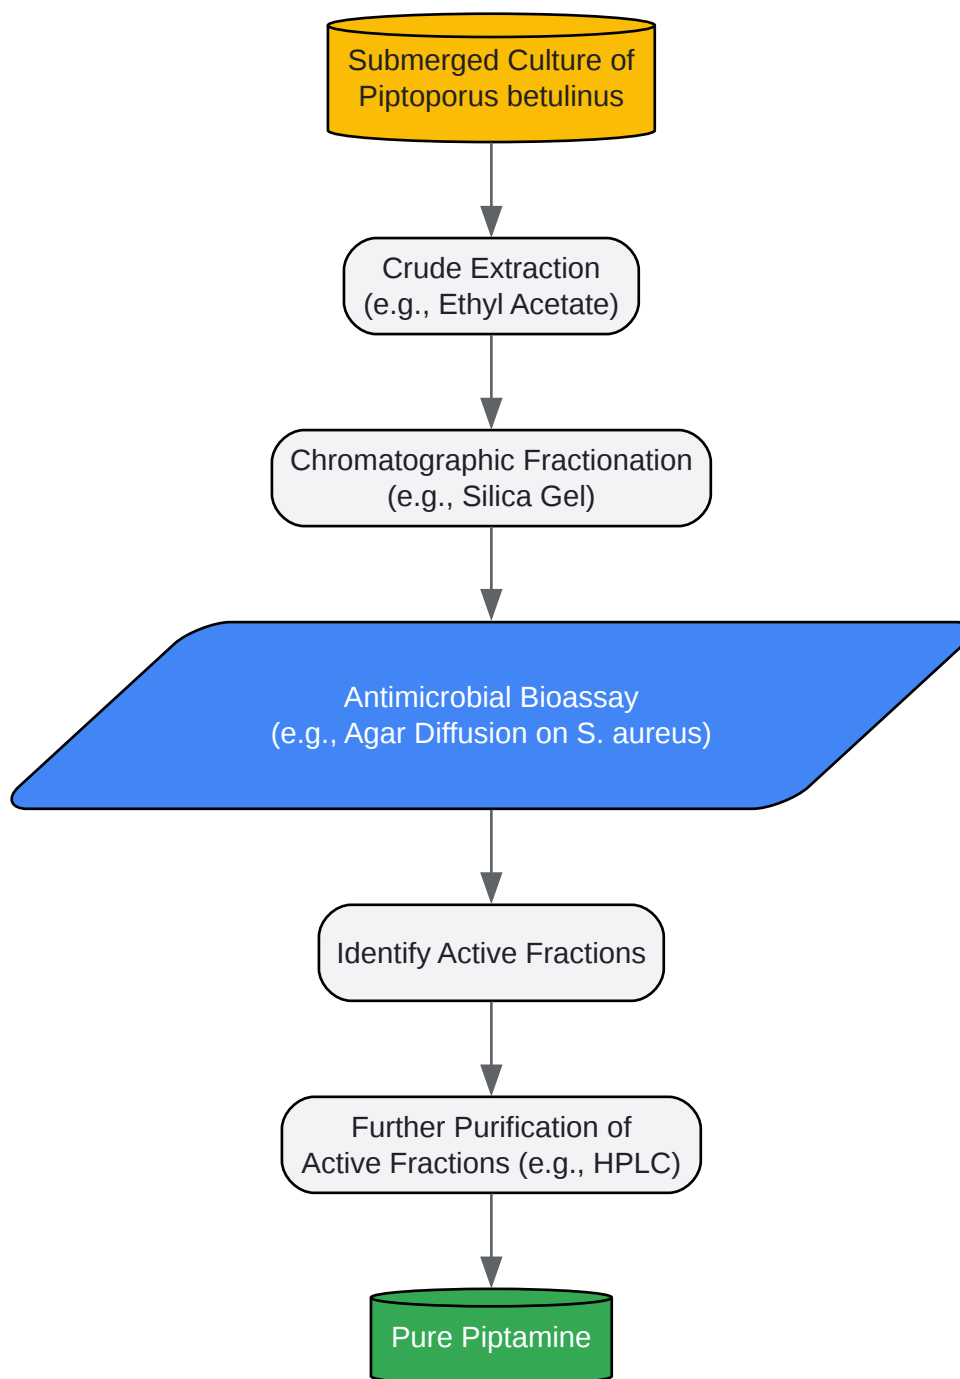 Submerged Culture of
Piptoporus betulinus
Crude Extraction
(e.g., Ethyl Acetate)
Chromatographic Fractionation
(e.g., Silica Gel)
Antimicrobial Bioassay
(e.g., Agar Diffusion on S. aureus)
Identify Active Fractions
Further Purification of
Active Fractions (e.g., HPLC)
Pure Piptamine